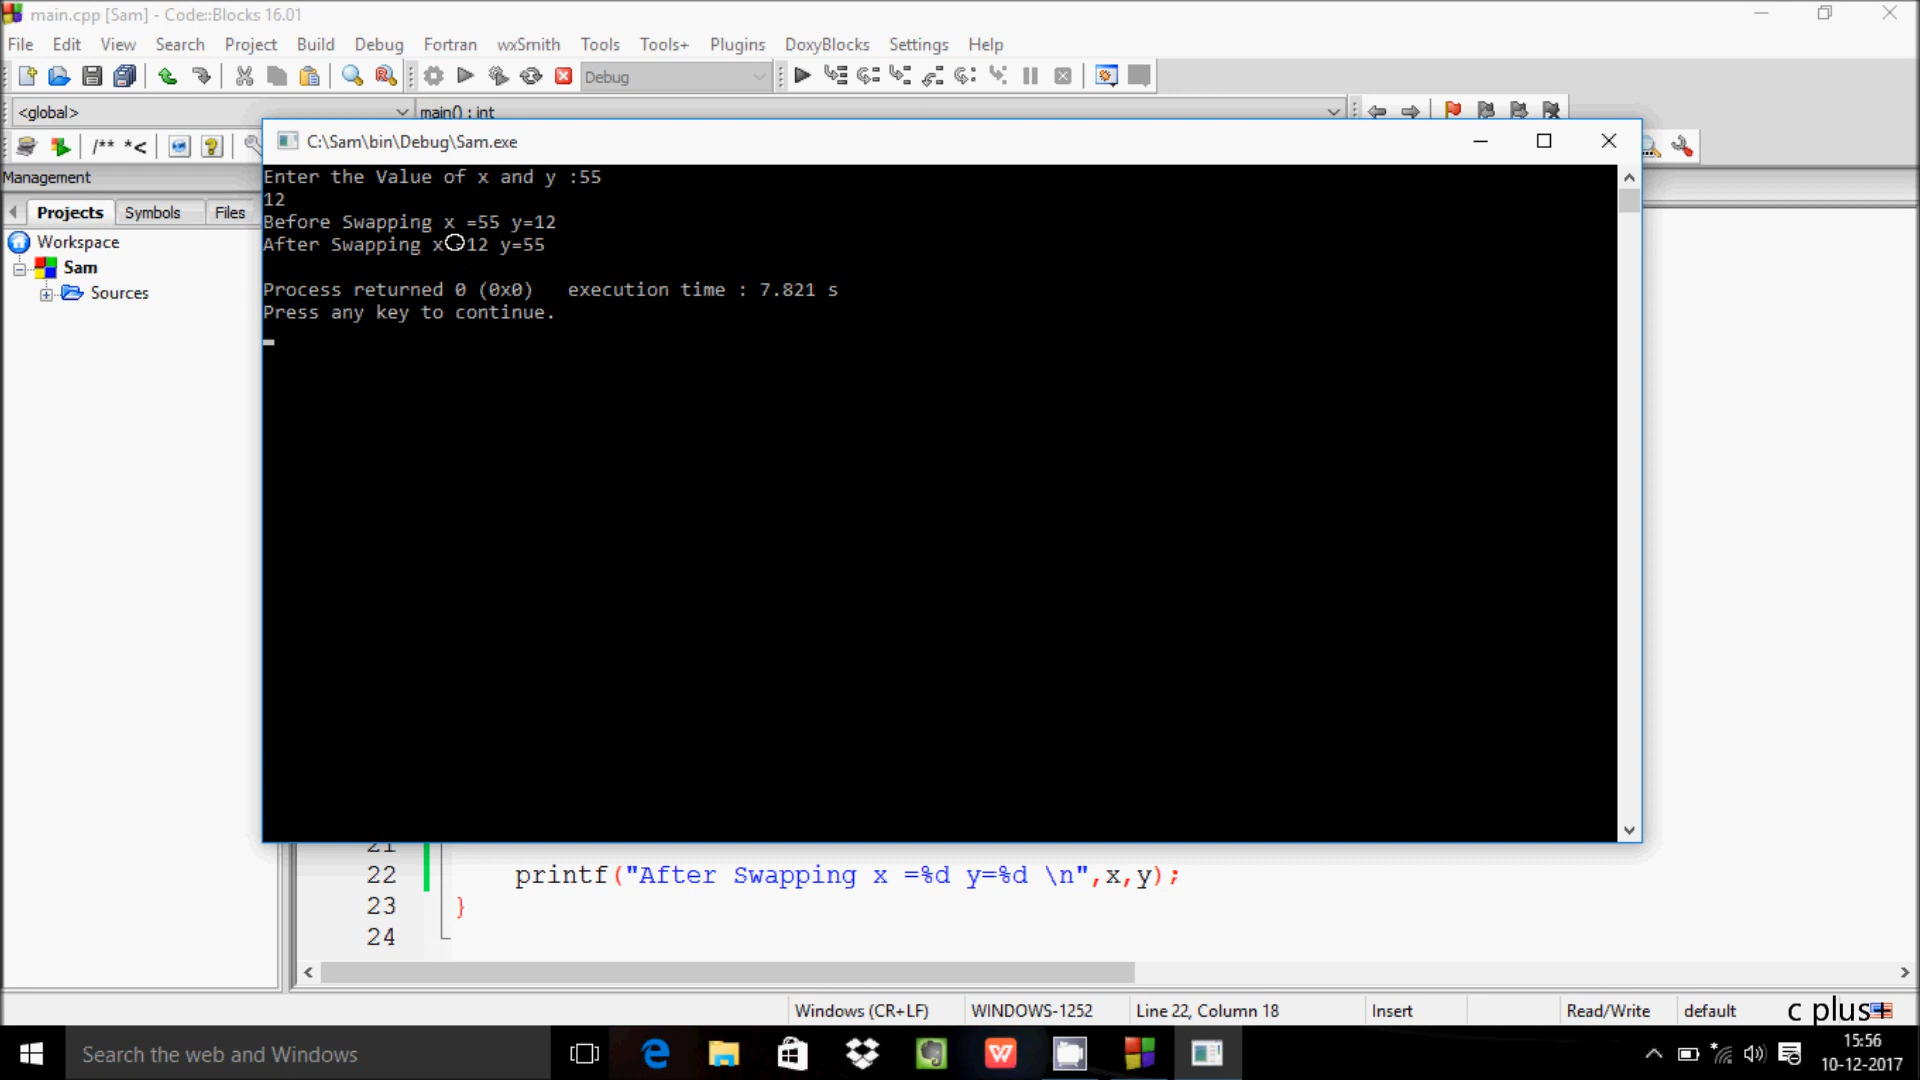 main.cpp [Sam] - Code::Blocks 16.01
File Edit View Search Project Build Debug Fortran wxSmith Tools Tools+ Plugins DoxyBlocks Settings Help
Debug
<global> main() : int
/** *<
C:\Sam\bin\Debug\Sam.exe
Management
Projects Symbols Files
Workspace
Sam
Sources
Enter the Value of x and y :55
12
Before Swapping x =55 y=12
After Swapping x 12 y=55
Process returned 0 (0x0) execution time : 7.821 s
Press any key to continue.
21
22 printf("After Swapping x =%d y=%d \n",x,y);
23 }
24
Windows (CR+LF) WINDOWS-1252 Line 22, Column 18 Insert Read/Write default c plus
Search the web and Windows
15:56
10-12-2017